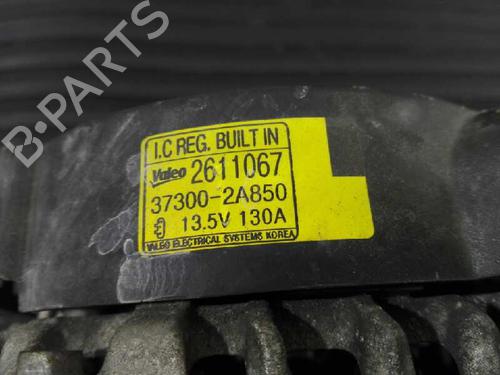 B-PARTS
I.C REG. BUILT IN
Valeo 2611067
37300-2A850
13.5V 130A
VALEO ELECTRICAL SYSTEMS KOREA